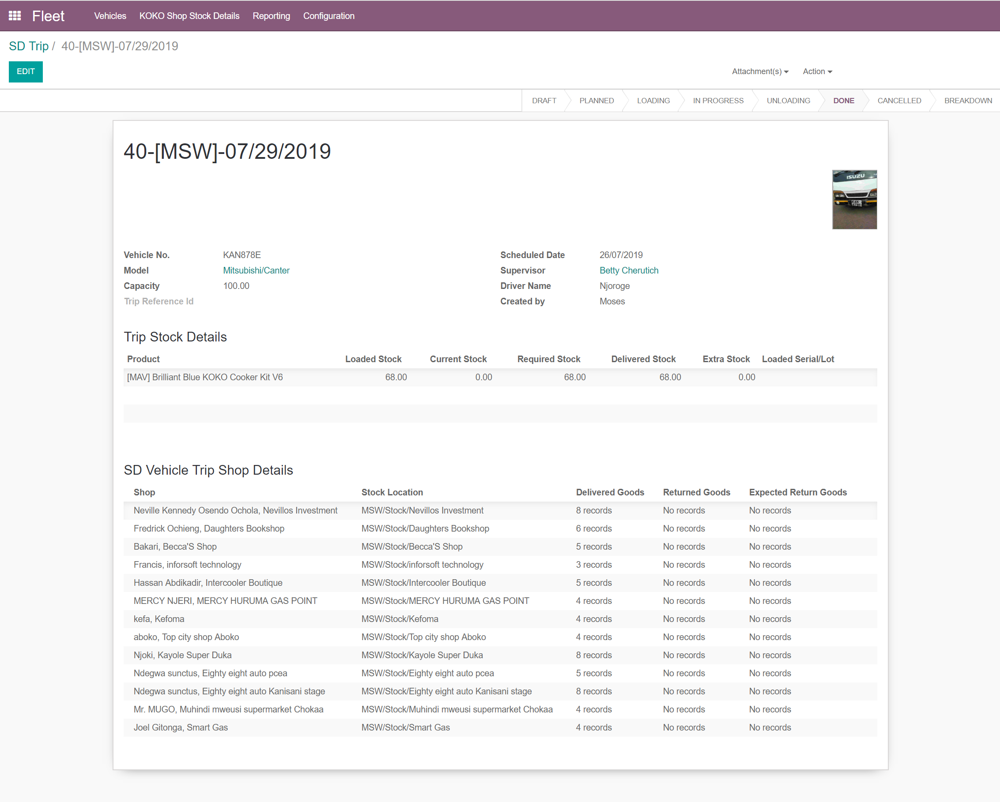 Fleet Vehicles KOKO Shop Stock Details Reporting Configuration
SD Trip / 40-[MSW]-07/29/2019
EDIT Attachment(s) Action
DRAFT PLANNED LOADING IN PROGRESS UNLOADING DONE CANCELLED BREAKDOWN
40-[MSW]-07/29/2019
ISUZU
KAN
878E
Vehicle No. KAN878E Scheduled Date 26/07/2019
Model Mitsubishi/Canter Supervisor Betty Cherutich
Capacity 100.00 Driver Name Njoroge
Trip Reference Id Created by Moses
Trip Stock Details
Product Loaded Stock Current Stock Required Stock Delivered Stock Extra Stock Loaded Serial/Lot
[MAV] Brilliant Blue KOKO Cooker Kit V6 68.00 0.00 68.00 68.00 0.00
SD Vehicle Trip Shop Details
Shop Stock Location Delivered Goods Returned Goods Expected Return Goods
Neville Kennedy Osendo Ochola, Nevillos Investment MSW/Stock/Nevillos Investment 8 records No records No records
Fredrick Ochieng, Daughters Bookshop MSW/Stock/Daughters Bookshop 6 records No records No records
Bakari, Becca'S Shop MSW/Stock/Becca'S Shop 5 records No records No records
Francis, inforsoft technology MSW/Stock/inforsoft technology 3 records No records No records
Hassan Abdikadir, Intercooler Boutique MSW/Stock/Intercooler Boutique 5 records No records No records
MERCY NJERI, MERCY HURUMA GAS POINT MSW/Stock/MERCY HURUMA GAS POINT 4 records No records No records
kefa, Kefoma MSW/Stock/Kefoma 4 records No records No records
aboko, Top city shop Aboko MSW/Stock/Top city shop Aboko 4 records No records No records
Njoki, Kayole Super Duka MSW/Stock/Kayole Super Duka 8 records No records No records
Ndegwa sunctus, Eighty eight auto pcea MSW/Stock/Eighty eight auto pcea 5 records No records No records
Ndegwa sunctus, Eighty eight auto Kanisani stage MSW/Stock/Eighty eight auto Kanisani stage 8 records No records No records
Mr. MUGO, Muhindi mweusi supermarket Chokaa MSW/Stock/Muhindi mweusi supermarket Chokaa 4 records No records No records
Joel Gitonga, Smart Gas MSW/Stock/Smart Gas 4 records No records No records